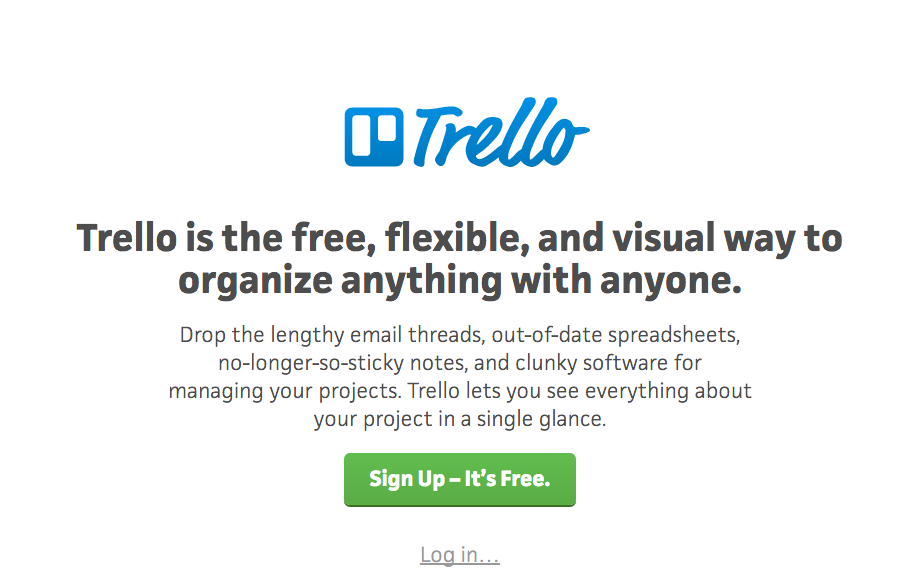 Trello
Trello is the free, flexible, and visual way to
organize anything with anyone.
Drop the lengthy email threads, out-of-date spreadsheets,
no-longer-so-sticky notes, and clunky software for
managing your projects. Trello lets you see everything about
your project in a single glance.
Sign Up – It’s Free.
Log in…